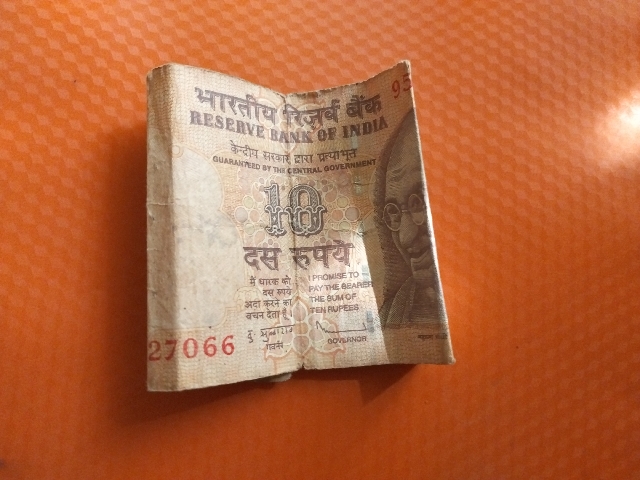 95
भारतीय रिज़र्व बैंक
RESERVE BANK OF INDIA
केन्द्रीय सरकार द्वारा प्रत्याभूत
GUARANTEED BY THE CENTRAL GOVERNMENT
10
दस रुपये
मैं धारक को
दस रुपये
अदा करने का
वचन देता हूँ
I PROMISE TO
PAY THE BEARER
THE SUM OF
TEN RUPEES
गवर्नर
GOVERNOR
27066